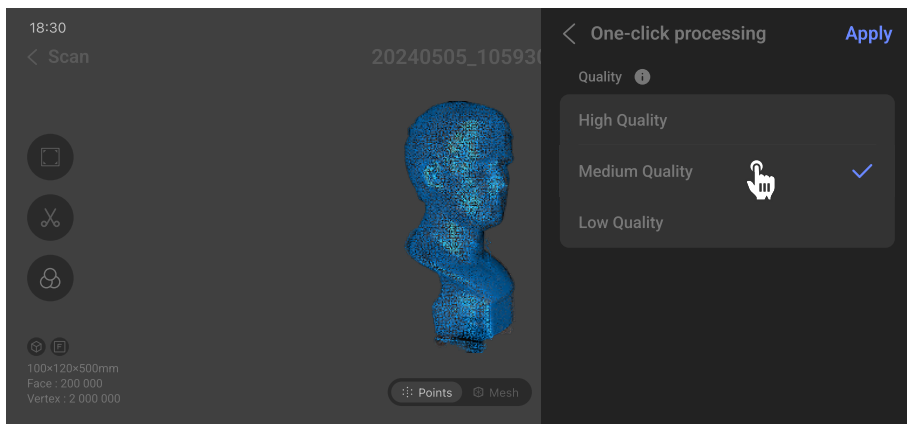 18:30
Scan
20240505_105930
One-click processing
Apply
Quality
High Quality
Medium Quality
Low Quality
100×120×500mm
Face : 200 000
Vertex : 2 000 000
Points
Mesh